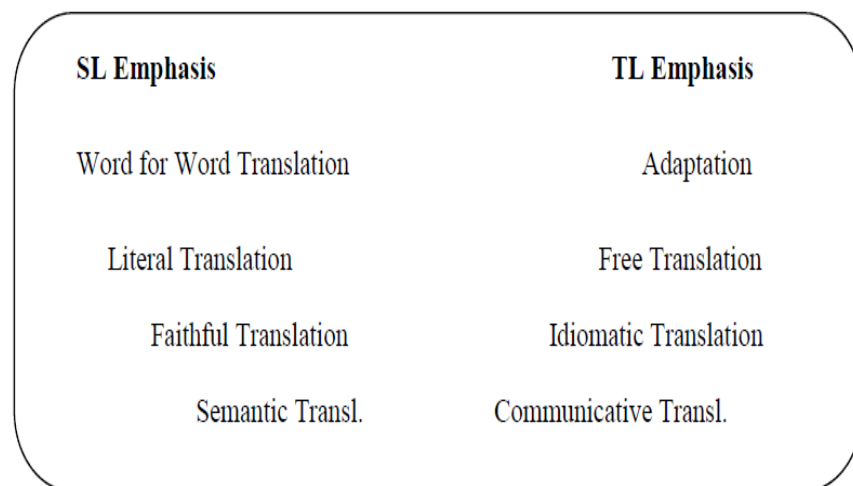 SL Emphasis TL Emphasis
Word for Word Translation Adaptation
Literal Translation Free Translation
Faithful Translation Idiomatic Translation
Semantic Transl. Communicative Transl.